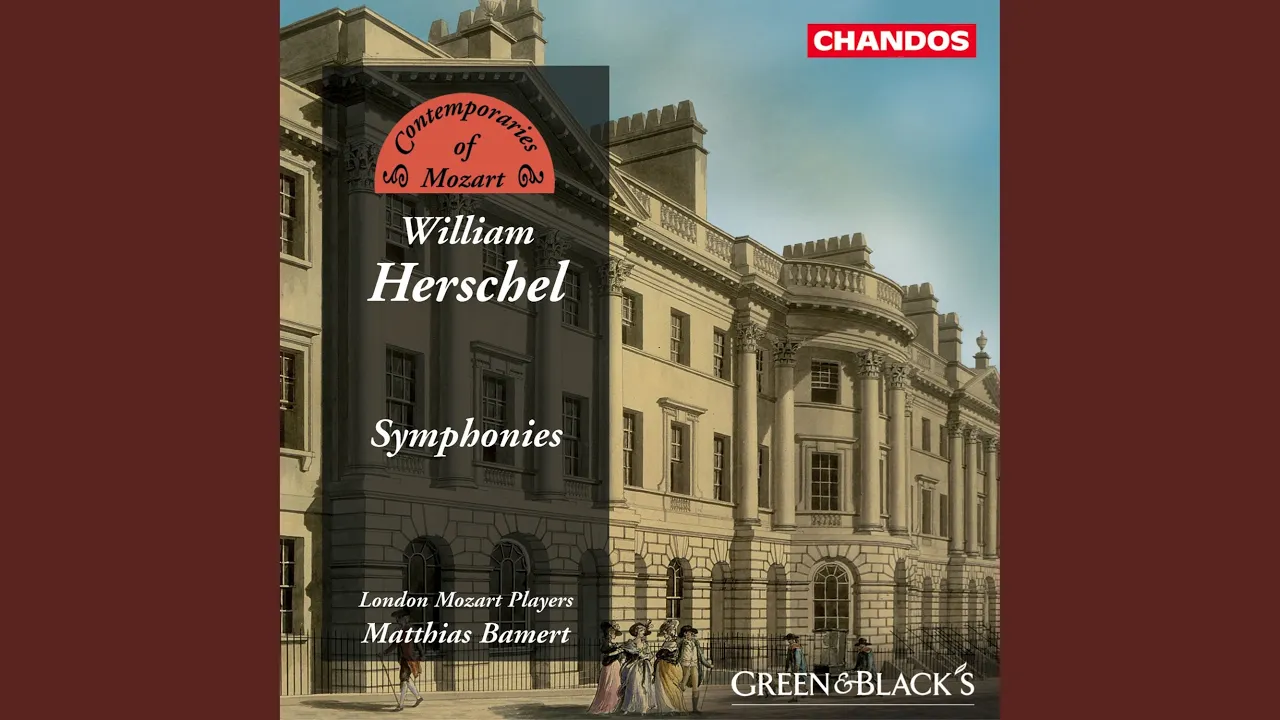 CHANDOS
Contemporaries
of
Mozart
William
Herschel
Symphonies
London Mozart Players
Matthias Bamert
GREEN&BLACK'S